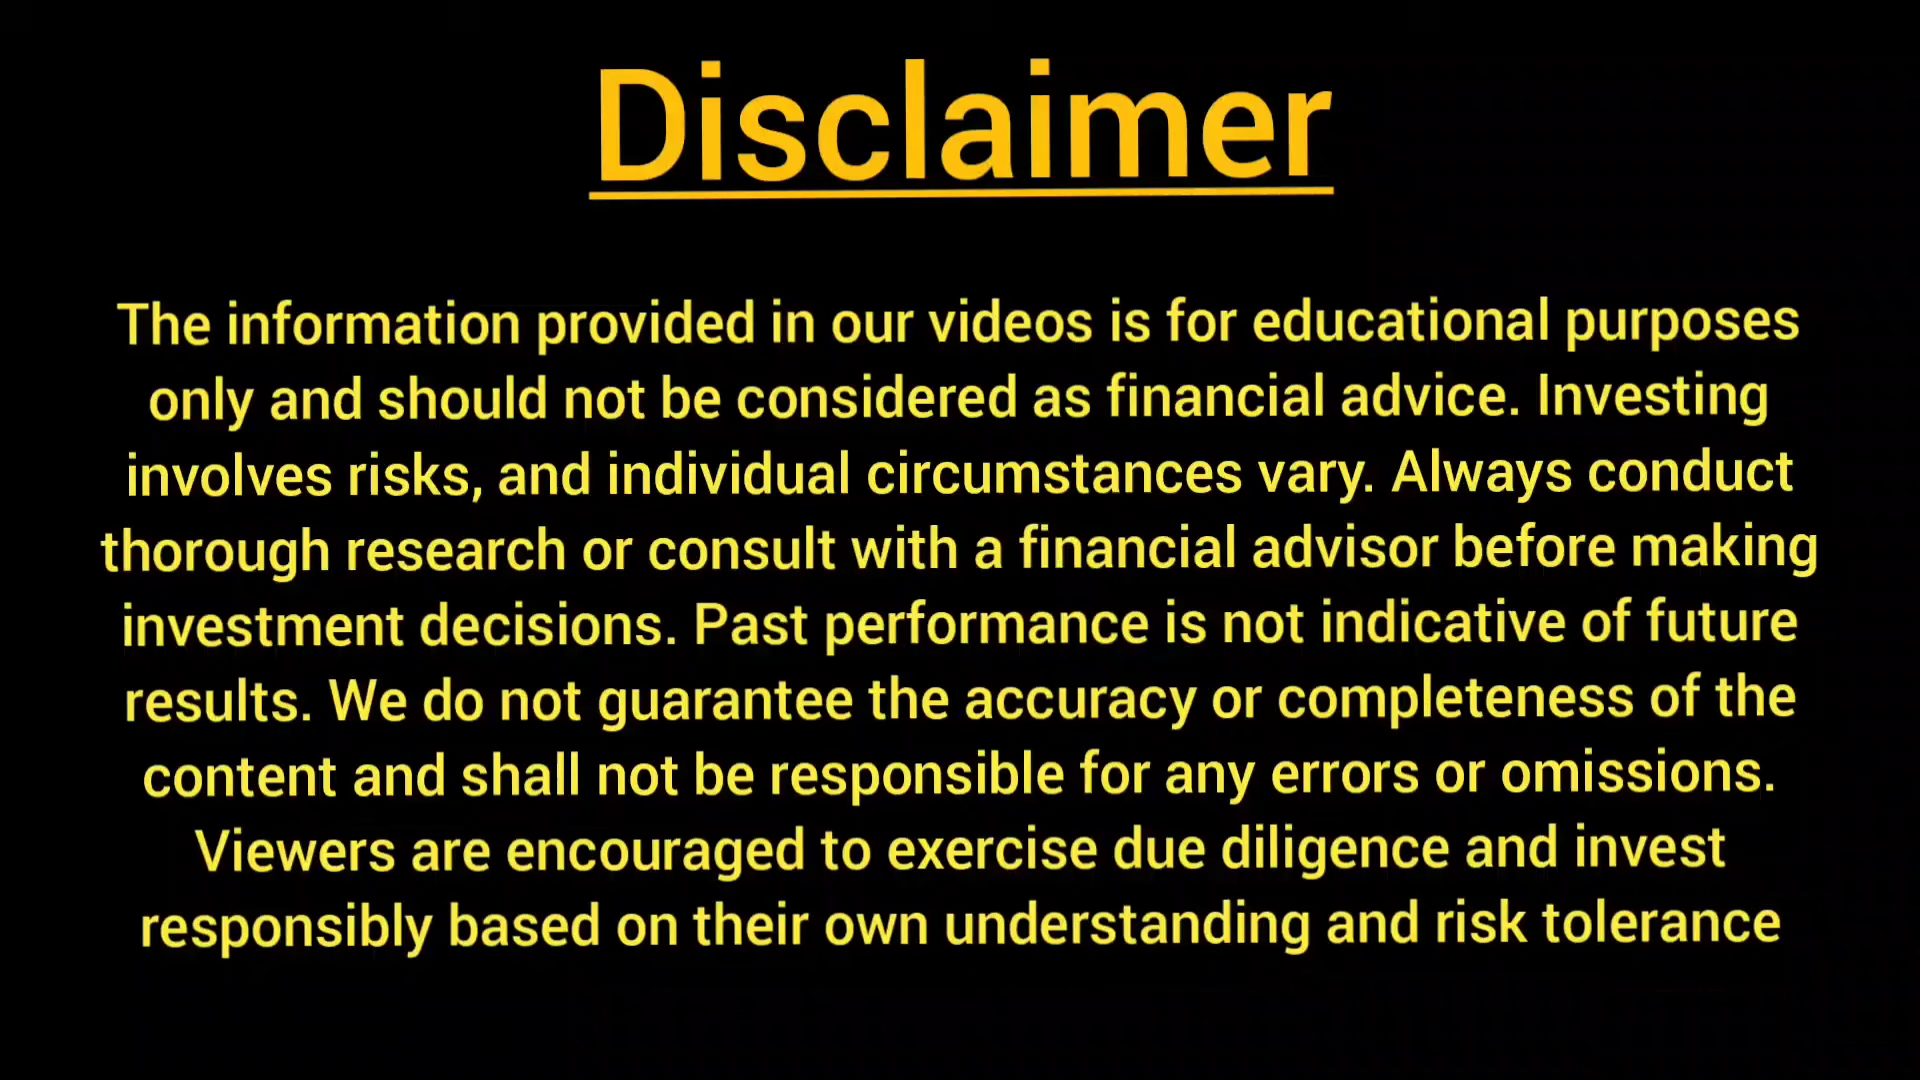 Disclaimer
The information provided in our videos is for educational purposes
only and should not be considered as financial advice. Investing
involves risks, and individual circumstances vary. Always conduct
thorough research or consult with a financial advisor before making
investment decisions. Past performance is not indicative of future
results. We do not guarantee the accuracy or completeness of the
content and shall not be responsible for any errors or omissions.
Viewers are encouraged to exercise due diligence and invest
responsibly based on their own understanding and risk tolerance